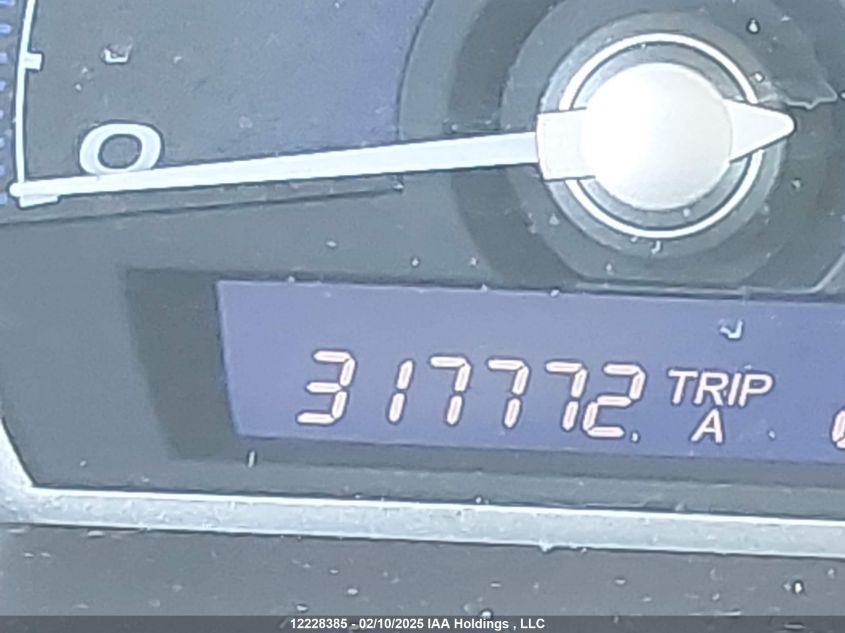 0
317772. TRIP
A
12228385 - 02/10/2025 IAA Holdings , LLC